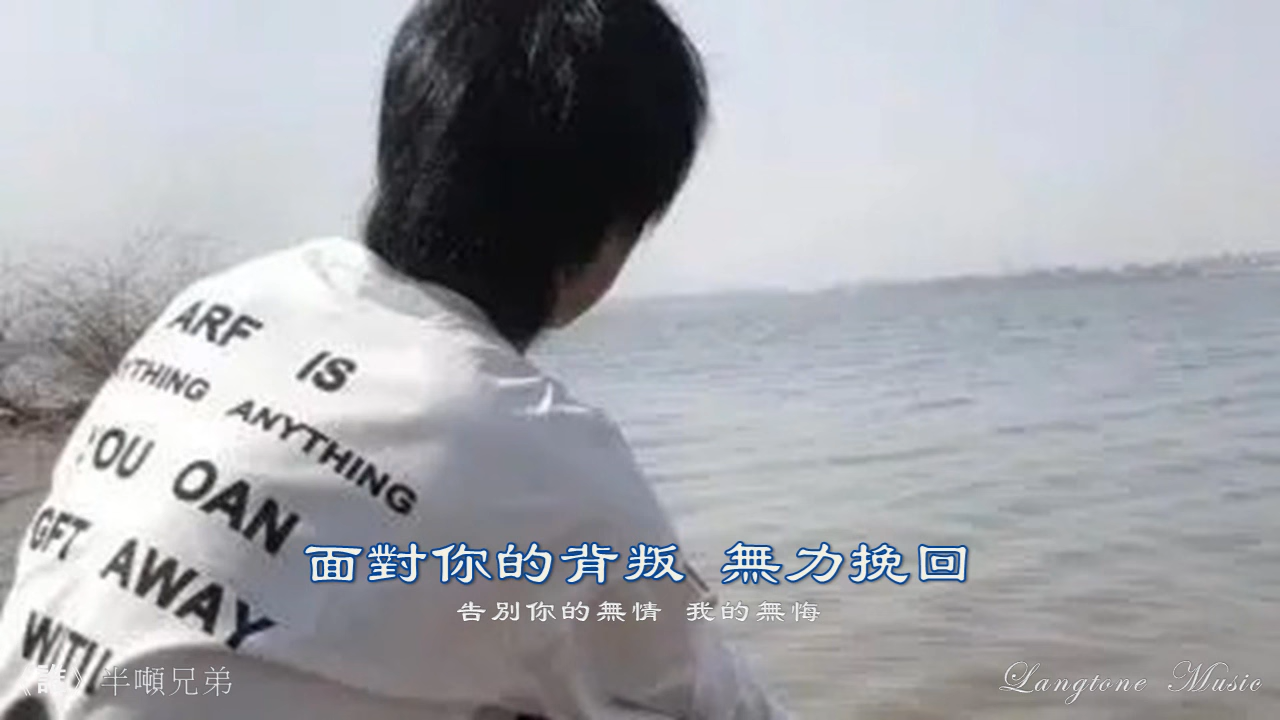 ARF IS
YTHING ANYTHING
YOU OAN
GFT AWAY
WITU
面對你的背叛 無力挽回
告別你的無情 我的無悔
半噸兄弟
Langtone Music